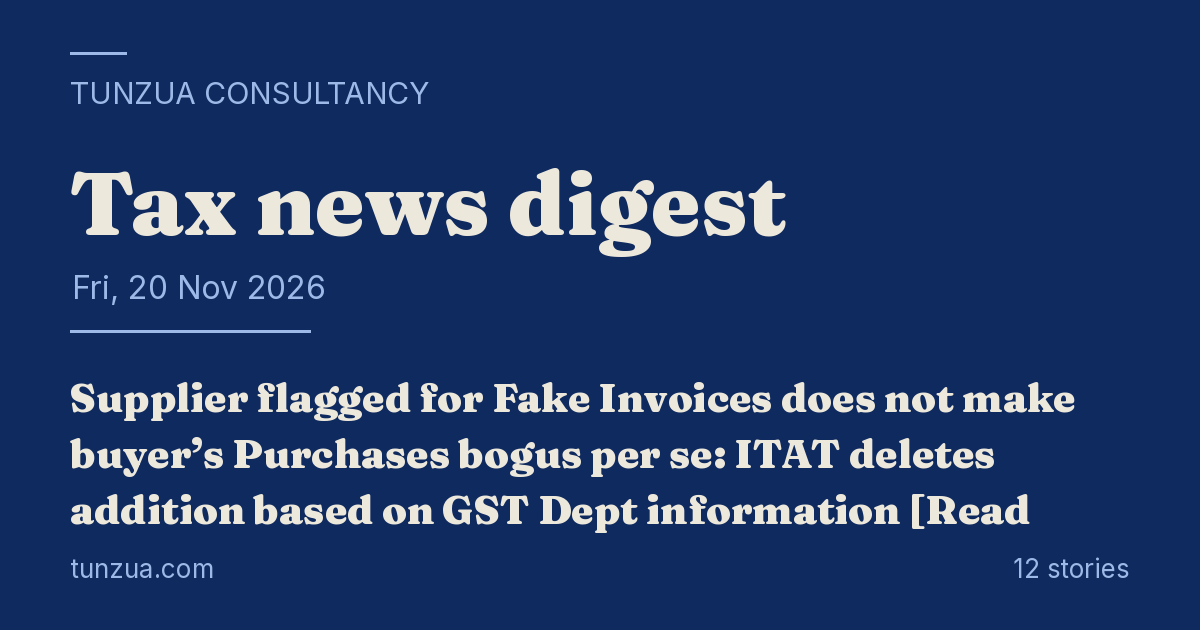 TUNZUA CONSULTANCY
Tax news digest
Fri, 20 Nov 2026
Supplier flagged for Fake Invoices does not make
buyer’s Purchases bogus per se: ITAT deletes
addition based on GST Dept information [Read
tunzua.com
12 stories